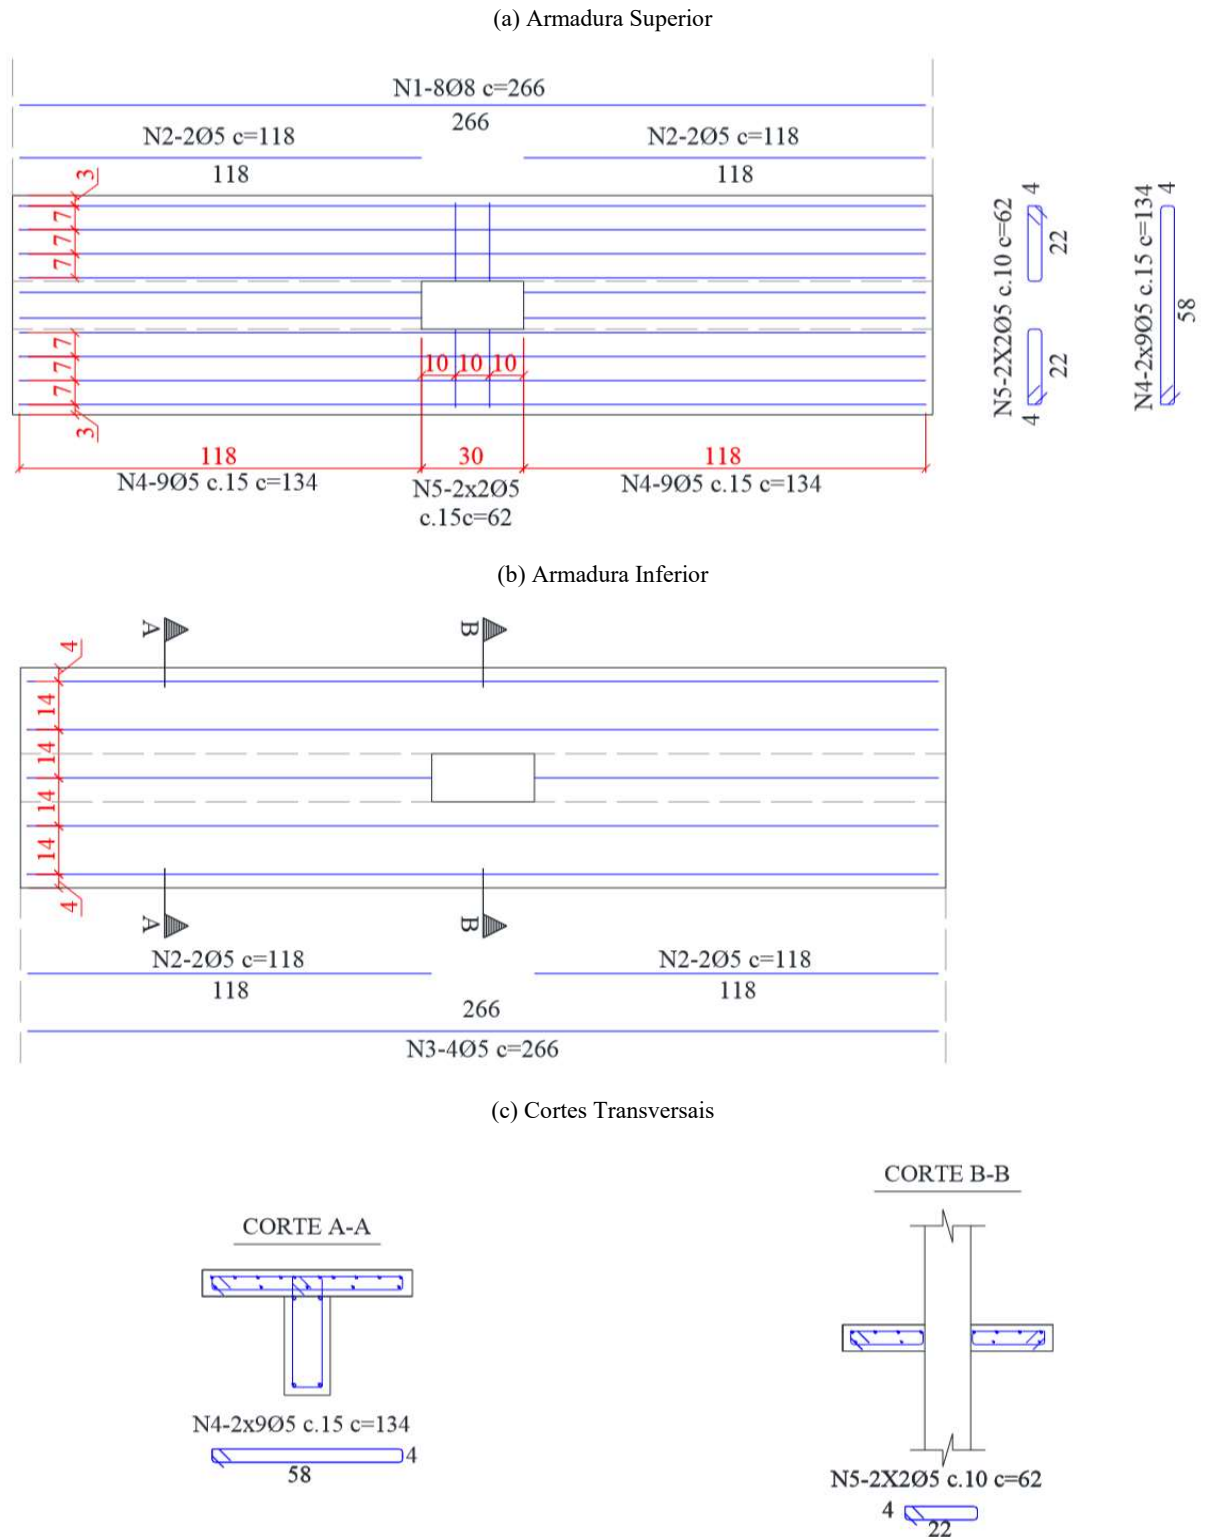 (a) Armadura Superior
N1-8Ø8 c=266
266
N2-2Ø5 c=118
N2-2Ø5 c=118
118
118
3
7
7
7
7
7
7
3
10
10
10
118
30
118
N4-9Ø5 c.15 c=134
N5-2x2Ø5
c.15c=62
N4-9Ø5 c.15 c=134
N5-2X2Ø5 c.10 c=62
4
22
22
4
N4-2x9Ø5 c.15 c=134
4
58
(b) Armadura Inferior
A
B
4
14
14
14
14
4
A
B
N2-2Ø5 c=118
N2-2Ø5 c=118
118
118
266
N3-4Ø5 c=266
(c) Cortes Transversais
CORTE A-A
N4-2x9Ø5 c.15 c=134
4
58
CORTE B-B
N5-2X2Ø5 c.10 c=62
4
22